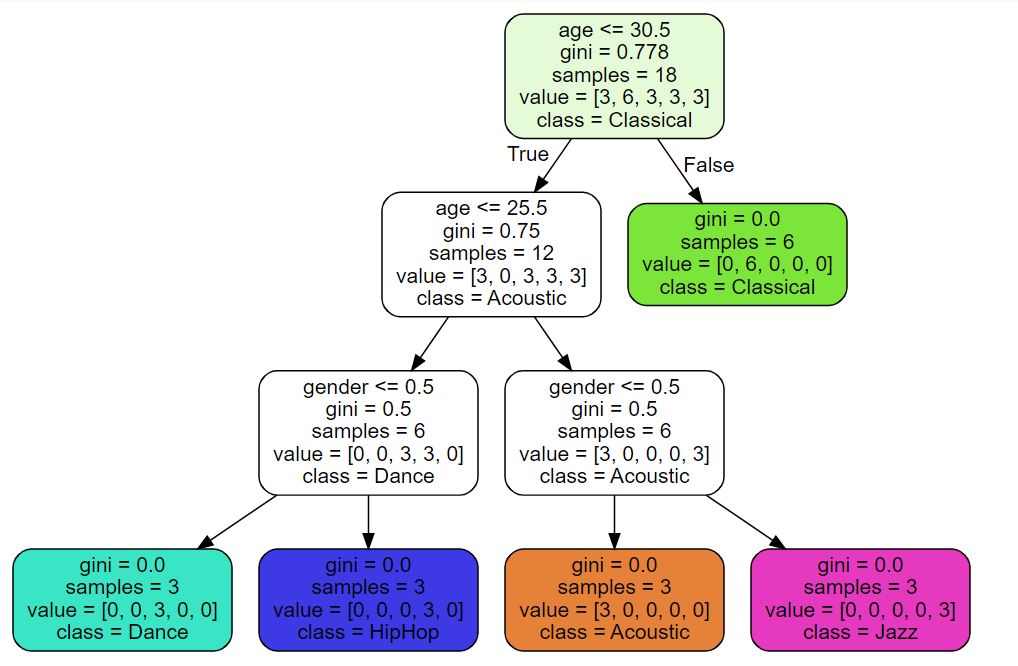 age <= 30.5
gini = 0.778
samples = 18
value = [3, 6, 3, 3, 3]
class = Classical
True
False
age <= 25.5
gini = 0.75
samples = 12
value = [3, 0, 3, 3, 3]
class = Acoustic
gini = 0.0
samples = 6
value = [0, 6, 0, 0, 0]
class = Classical
gender <= 0.5
gini = 0.5
samples = 6
value = [0, 0, 3, 3, 0]
class = Dance
gender <= 0.5
gini = 0.5
samples = 6
value = [3, 0, 0, 0, 3]
class = Acoustic
gini = 0.0
samples = 3
value = [0, 0, 3, 0, 0]
class = Dance
gini = 0.0
samples = 3
value = [0, 0, 0, 3, 0]
class = HipHop
gini = 0.0
samples = 3
value = [3, 0, 0, 0, 0]
class = Acoustic
gini = 0.0
samples = 3
value = [0, 0, 0, 0, 3]
class = Jazz